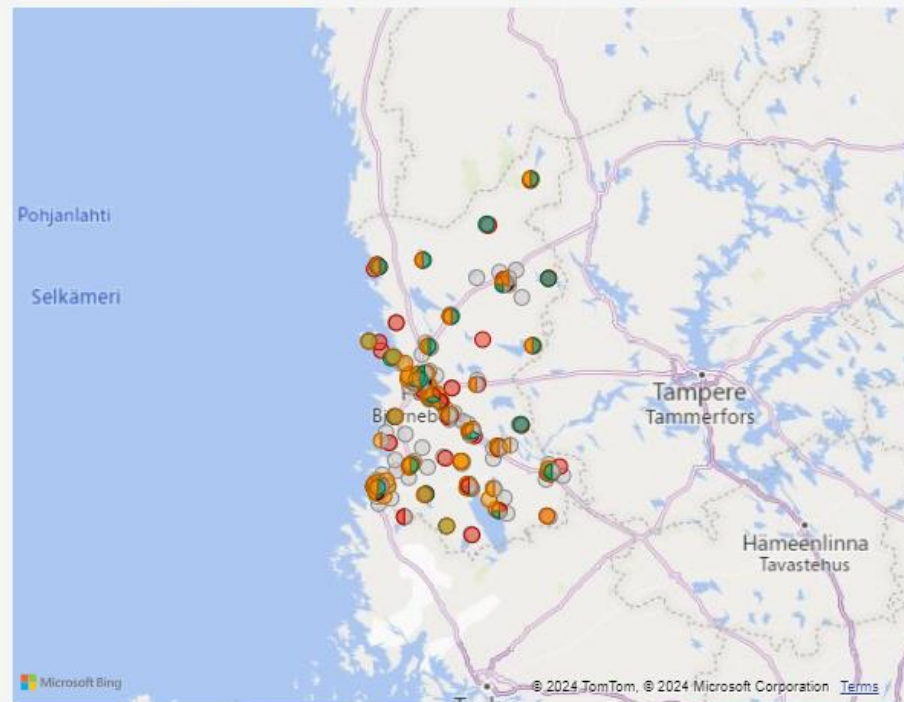 Pohjanlahti
Selkämeri
Tampere
Tammerfors
Hämeenlinna
Tavastehus
Microsoft Bing
© 2024 TomTom, © 2024 Microsoft Corporation Terms